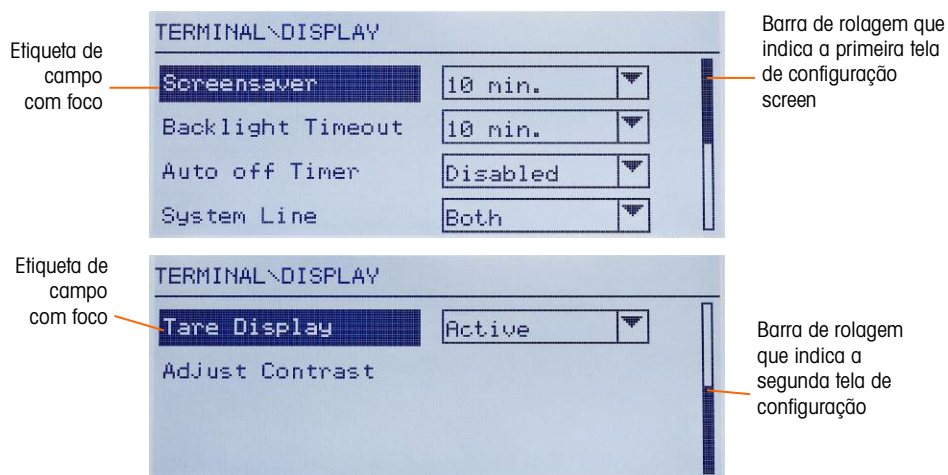 TERMINAL\DISPLAY
Etiqueta de
campo
com foco
Screensaver
10 min.
Backlight Timeout
10 min.
Auto off Timer
Disabled
System Line
Both
Barra de rolagem que
indica a primeira tela
de configuração
screen
TERMINAL\DISPLAY
Etiqueta de
campo
com foco
Tare Display
Active
Adjust Contrast
Barra de rolagem
que indica a
segunda tela de
configuração